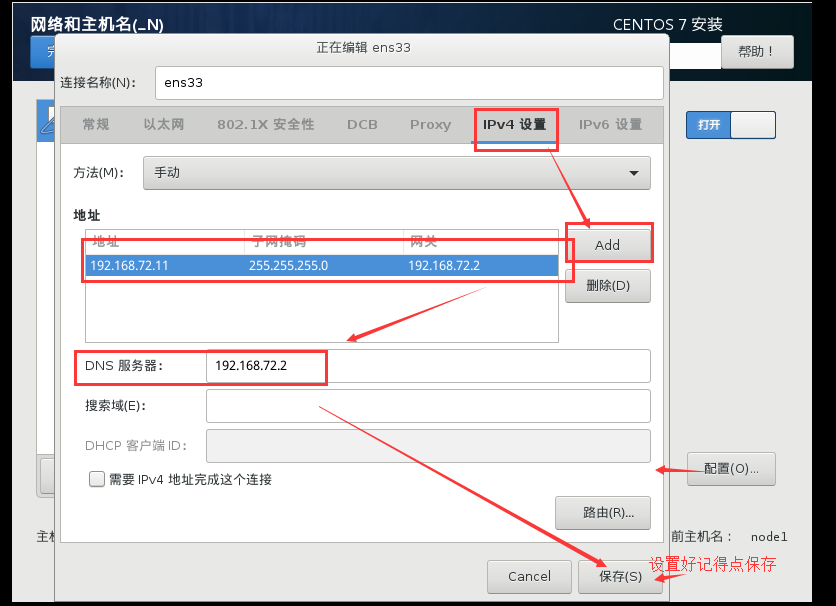 网络和主机名(_N)
CENTOS 7 安装
完
帮助！
正在编辑 ens33
连接名称(N)：
ens33
常规 以太网 802.1X 安全性 DCB Proxy IPv4 设置 IPv6 设置
打开
方法(M)：
手动
地址
地址 子网掩码 网关
Add
192.168.72.11 255.255.255.0 192.168.72.2
删除(D)
DNS 服务器：
192.168.72.2
搜索域(E)：
DHCP 客户端 ID：
配置(O)...
需要 IPv4 地址完成这个连接
路由(R)...
主机
前主机名： node1
设置好记得点保存
Cancel
保存(S)